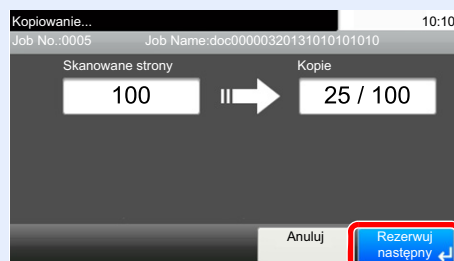 Kopiowanie...
10:10
Job No.:0005
Job Name:doc00000320131010101010
Skanowane strony
Kopie
100
25 / 100
Anuluj
Rezerwuj
następny